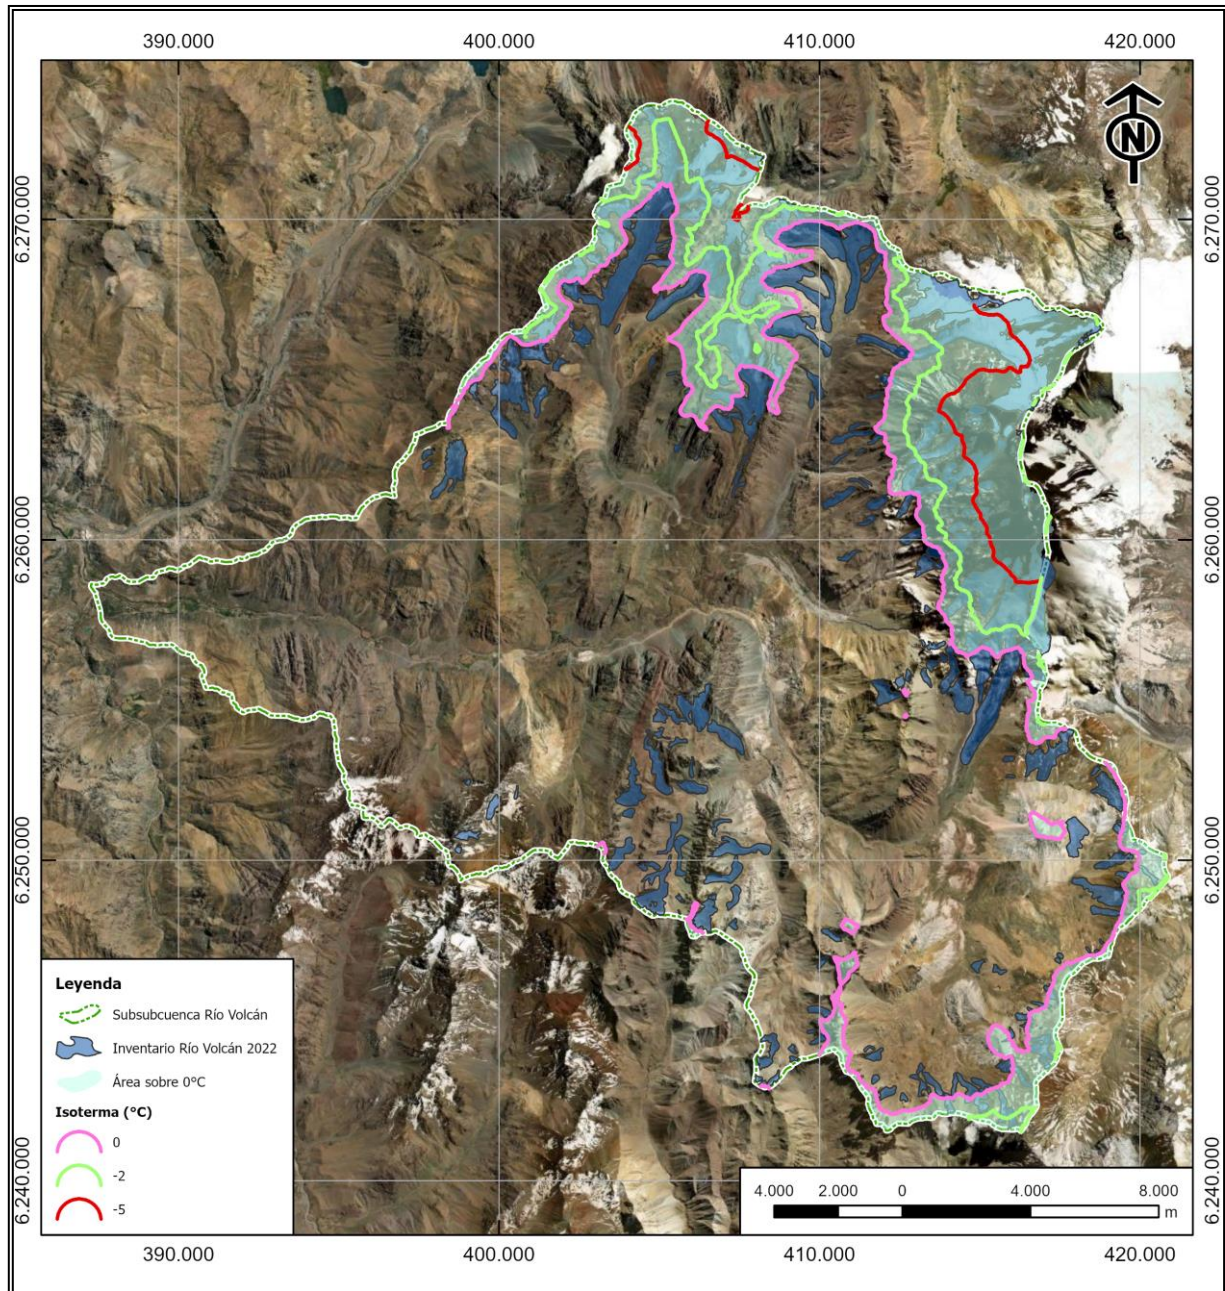 390.000 400.000 410.000 420.000
N
6.270.000 6.270.000
6.260.000 6.260.000
6.250.000 6.250.000
6.240.000 6.240.000
Leyenda
Subsubcuenca Río Volcán
Inventario Río Volcán 2022
Área sobre 0°C
Isoterma (°C)
0
-2
-5
4.000 2.000 0 4.000 8.000
m
390.000 400.000 410.000 420.000